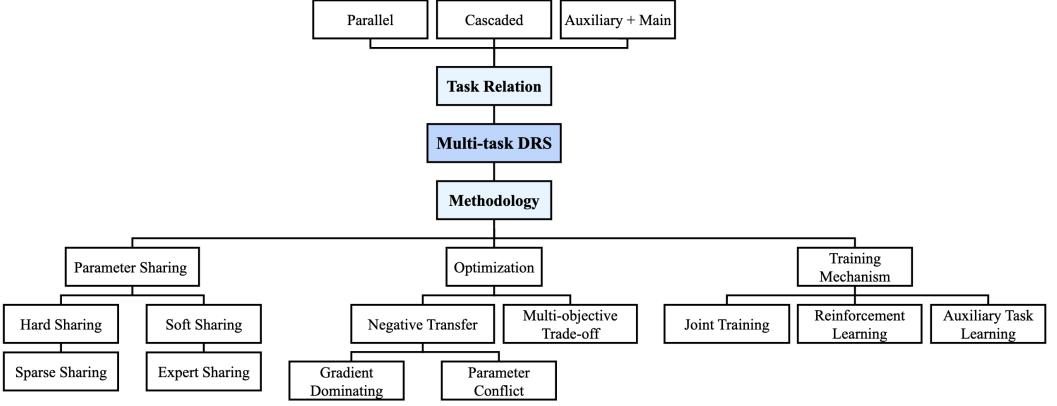 Parallel
Cascaded
Auxiliary + Main
Task Relation
Multi-task DRS
Methodology
Parameter Sharing
Optimization
Training
Mechanism
Hard Sharing
Soft Sharing
Negative Transfer
Multi-objective
Trade-off
Joint Training
Reinforcement
Learning
Auxiliary Task
Learning
Sparse Sharing
Expert Sharing
Gradient
Dominating
Parameter
Conflict